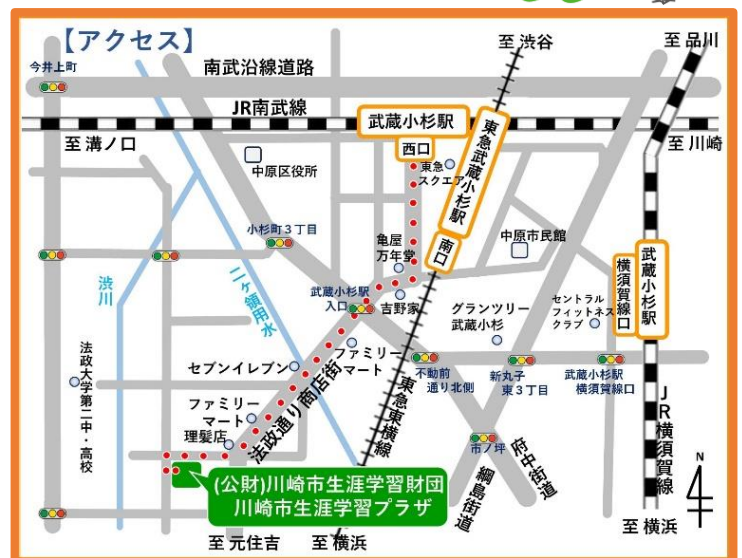 【アクセス】
至 渋谷
至 品川
今井上町
南武沿線道路
JR南武線
武蔵小杉駅
西口
東急武蔵小杉駅
南口
至 溝ノ口
至 川崎
中原区役所
東急
スクエア
小杉町3丁目
亀屋
万年堂
中原市民館
武蔵小杉駅
横須賀線口
渋川
二ヶ領用水
武蔵小杉駅
入口
吉野家
グランツリー
武蔵小杉
セントラル
フィットネス
クラブ
セブンイレブン
ファミリー
マート
不動前
通り北側
新丸子
東3丁目
武蔵小杉駅
横須賀線口
法政大学第二中・高校
ファミリー
マート
理髪店
法政通り商店街
東急東横線
市ノ坪
府中街道
綱島街道
JR横須賀線
N
(公財)川崎市生涯学習財団
川崎市生涯学習プラザ
至 元住吉
至 横浜
至 横浜